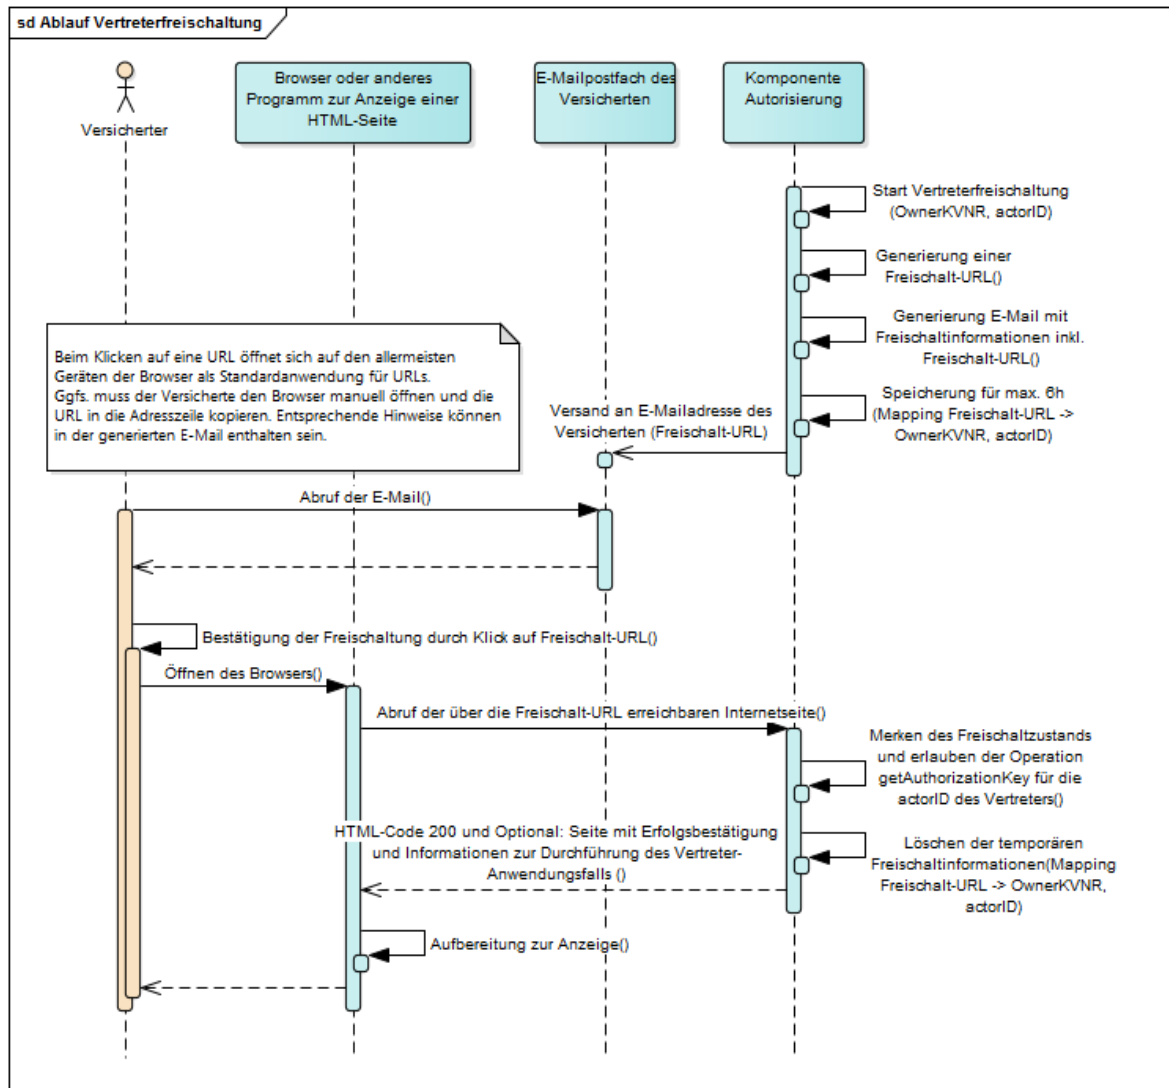 sd Ablauf Vertreterfreischaltung
Versicherter
Browser oder anderes
Programm zur Anzeige einer
HTML-Seite
E-Mailpostfach des
Versicherten
Komponente
Autorisierung
Start Vertreterfreischaltung
(OwnerKVNR, actorID)
Generierung einer
Freischalt-URL()
Generierung E-Mail mit
Freischaltinformationen inkl.
Freischalt-URL()
Speicherung für max. 6h
(Mapping Freischalt-URL ->
OwnerKVNR, actorID)
Beim Klicken auf eine URL öffnet sich auf den allermeisten
Geräten der Browser als Standardanwendung für URLs.
Ggfs. muss der Versicherte den Browser manuell öffnen und die
URL in die Adresszeile kopieren. Entsprechende Hinweise können
in der generierten E-Mail enthalten sein.
Versand an E-Mailadresse des
Versicherten (Freischalt-URL)
Abruf der E-Mail()
Bestätigung der Freischaltung durch Klick auf Freischalt-URL()
Öffnen des Browsers()
Abruf der über die Freischalt-URL erreichbaren Internetseite()
Merken des Freischaltzustands
und erlauben der Operation
getAuthorizationKey für die
actorID des Vertreters()
HTML-Code 200 und Optional: Seite mit Erfolgsbestätigung
und Informationen zur Durchführung des Vertreter-
Anwendungsfalls ()
Löschen der temporären
Freischaltinformationen(Mapping
Freischalt-URL -> OwnerKVNR,
actorID)
Aufbereitung zur Anzeige()